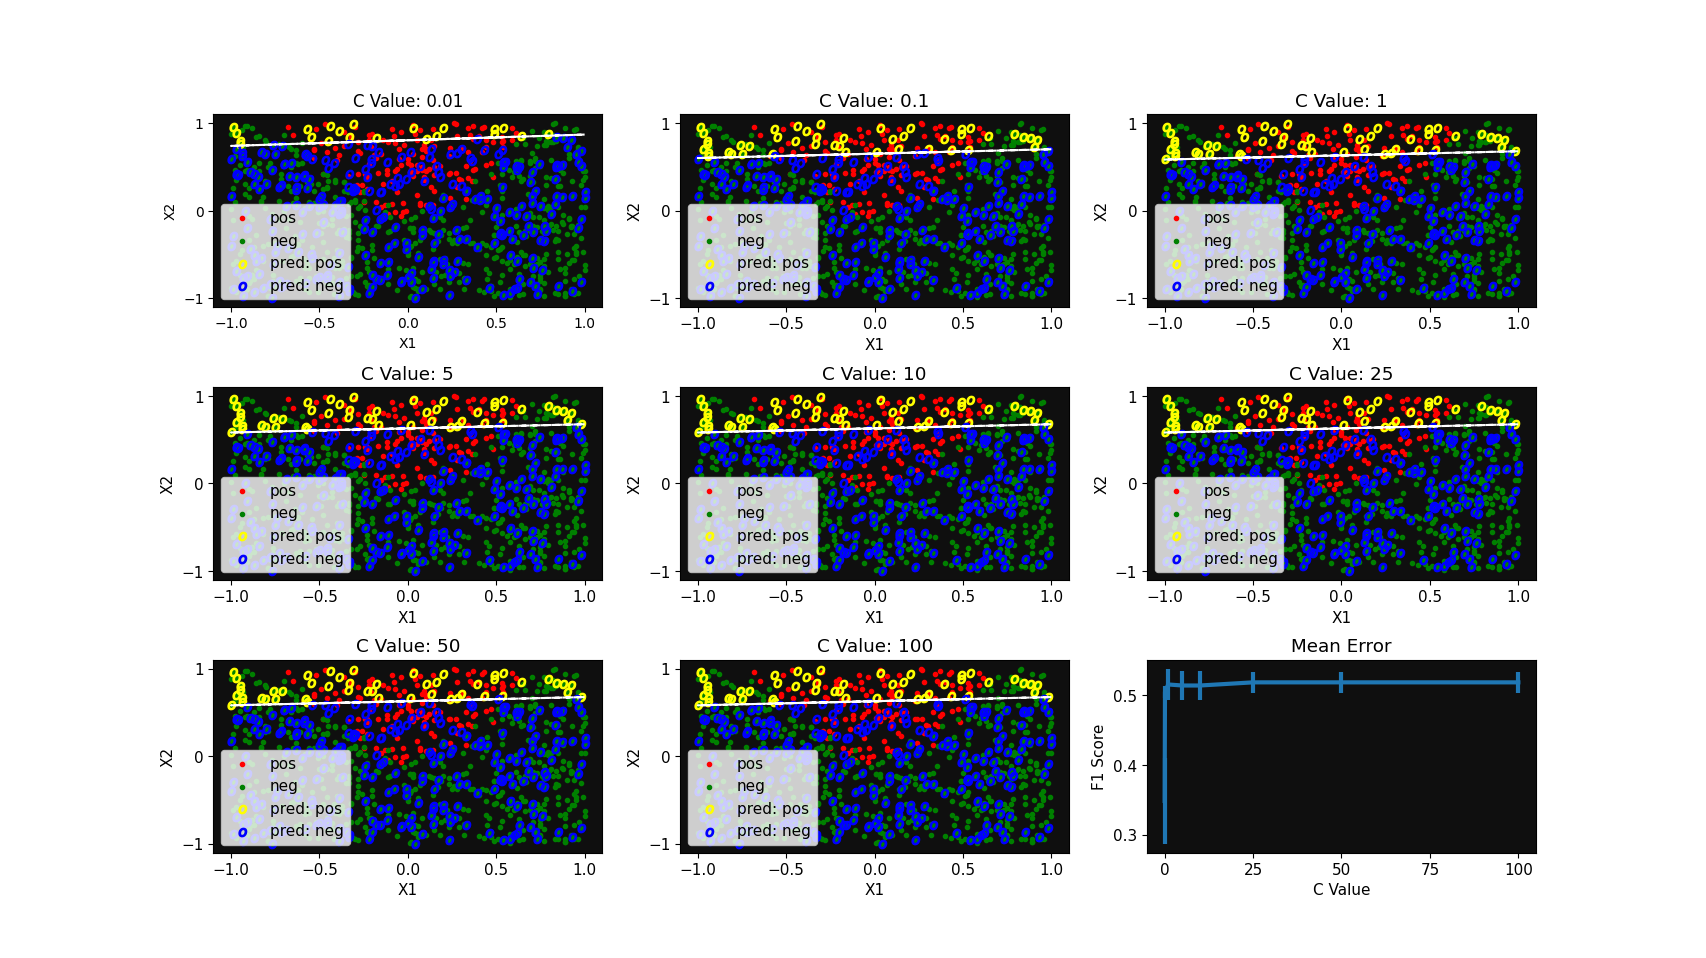 C Value: 0.01
1
0
−1
X2
pos
neg
pred: pos
pred: neg
−1.0 −0.5 0.0 0.5 1.0
X1
C Value: 0.1
1
0
−1
X2
pos
neg
pred: pos
pred: neg
−1.0 −0.5 0.0 0.5 1.0
X1
C Value: 1
1
0
−1
X2
pos
neg
pred: pos
pred: neg
−1.0 −0.5 0.0 0.5 1.0
X1
C Value: 5
1
0
−1
X2
pos
neg
pred: pos
pred: neg
−1.0 −0.5 0.0 0.5 1.0
X1
C Value: 10
1
0
−1
X2
pos
neg
pred: pos
pred: neg
−1.0 −0.5 0.0 0.5 1.0
X1
C Value: 25
1
0
−1
X2
pos
neg
pred: pos
pred: neg
−1.0 −0.5 0.0 0.5 1.0
X1
C Value: 50
1
0
−1
X2
pos
neg
pred: pos
pred: neg
−1.0 −0.5 0.0 0.5 1.0
X1
C Value: 100
1
0
−1
X2
pos
neg
pred: pos
pred: neg
−1.0 −0.5 0.0 0.5 1.0
X1
Mean Error
0.5
0.4
0.3
F1 Score
0 25 50 75 100
C Value